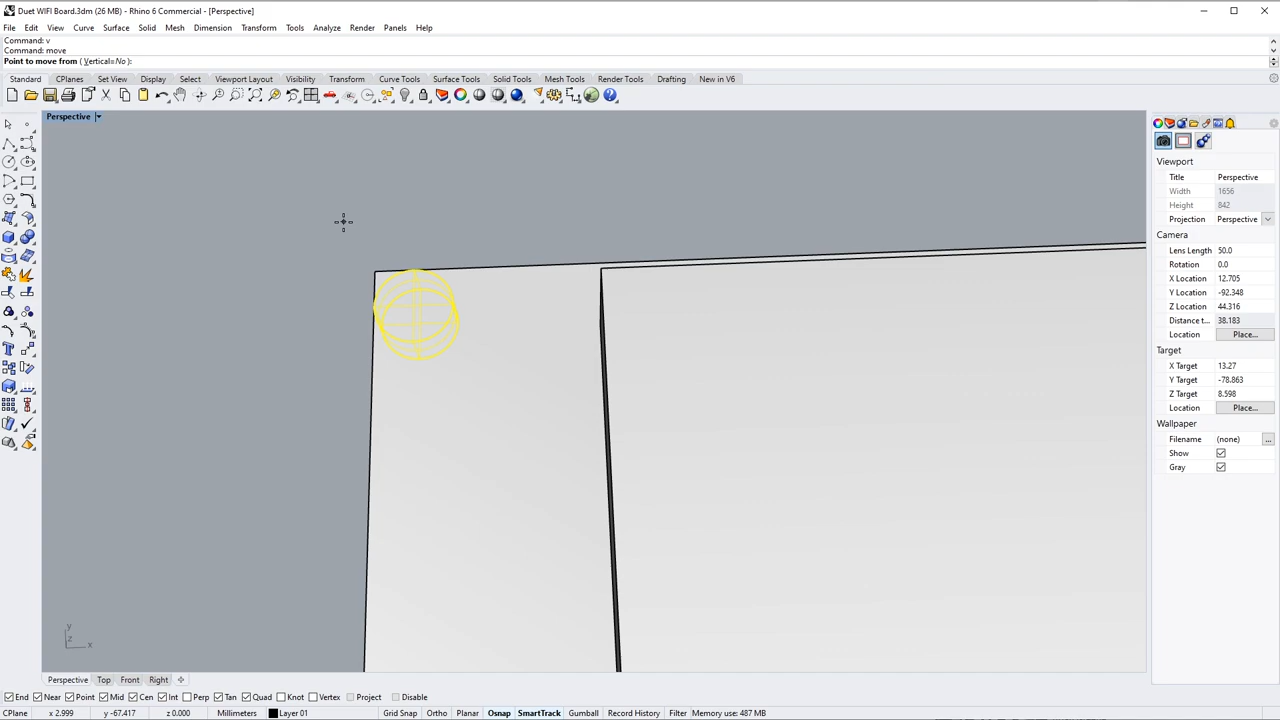 Duet WIFI Board.3dm (26 MB) - Rhino 6 Commercial - [Perspective]
File Edit View Curve Surface Solid Mesh Dimension Transform Tools Analyze Render Panels Help
Command: v
Command: move
Point to move from ( Vertical=No ):
Standard CPlanes Set View Display Select Viewport Layout Visibility Transform Curve Tools Surface Tools Solid Tools Mesh Tools Render Tools Drafting New in V6
Perspective
Viewport
Title Perspective
Width 1656
Height 842
Projection Perspective
Camera
Lens Length 50.0
Rotation 0.0
X Location 12.705
Y Location -92.348
Z Location 44.316
Distance t... 38.183
Location Place...
Target
X Target 13.27
Y Target -78.863
Z Target 8.598
Location Place...
Wallpaper
Filename (none) ...
Show
Gray
y
z x
Perspective Top Front Right
End Near Point Mid Cen Int Perp Tan Quad Knot Vertex Project Disable
CPlane x 2.999 y -67.417 z 0.000 Millimeters Layer 01 Grid Snap Ortho Planar Osnap SmartTrack Gumball Record History Filter Memory use: 487 MB